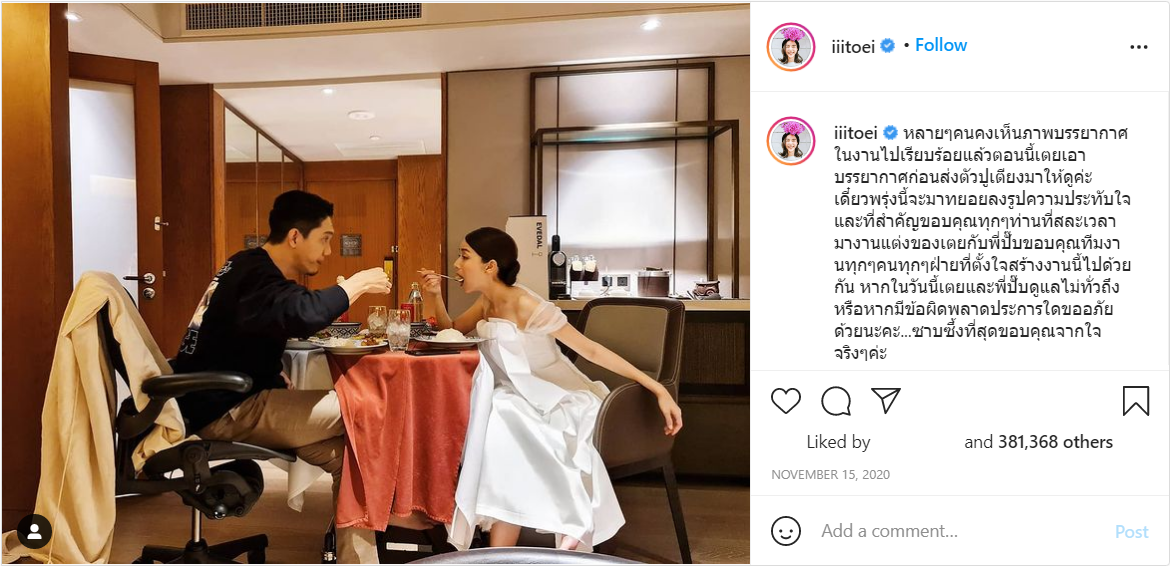 iiitoei • Follow
iiitoei หลายๆคนคงเห็นภาพบรรยากาศ
ในงานไปเรียบร้อยแล้วตอนนี้เตยเอา
บรรยากาศก่อนส่งตัวปูเตียงมาให้ดูค่ะ
เดี๋ยวพรุ่งนี้จะมาทยอยลงรูปความประทับใจ
และที่สำคัญขอบคุณทุกๆท่านที่สละเวลา
มางานแต่งของเตยกับพี่ปั๊บขอบคุณทีมงา
นทุกๆคนทุกๆฝ่ายที่ตั้งใจสร้างงานนี้ไปด้วย
กัน หากในวันนี้เตยและพี่ปั๊บดูแลไม่ทั่วถึง
หรือหากมีข้อผิดพลาดประการใดขออภัย
ด้วยนะคะ...ซาบซึ้งที่สุดขอบคุณจากใจ
จริงๆค่ะ
EVEDAL
Liked by and 381,368 others
NOVEMBER 15, 2020
Add a comment... Post